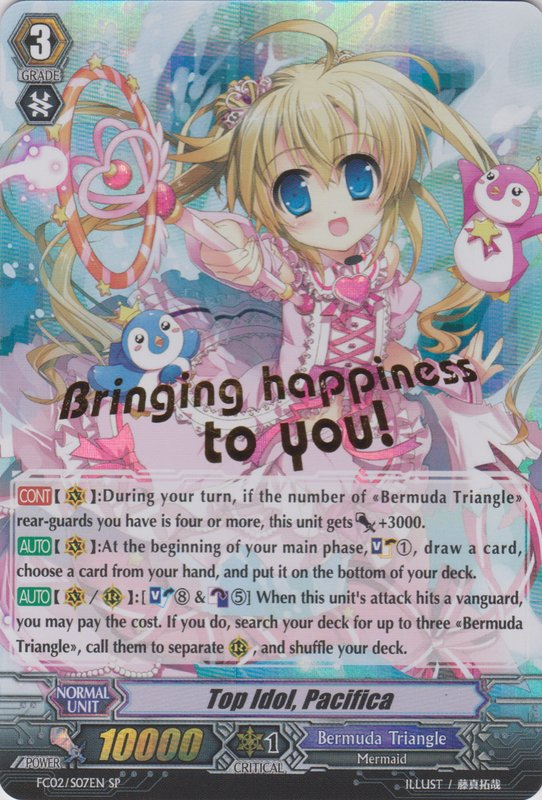 3
GRADE
Bringing happiness
to you!
CONT【V】:During your turn, if the number of «Bermuda Triangle»
rear-guards you have is four or more, this unit gets +3000.
AUTO【V】:At the beginning of your main phase, V①, draw a card,
choose a card from your hand, and put it on the bottom of your deck.
AUTO【V / R】:[V⑧ & ⑤] When this unit's attack hits a vanguard,
you may pay the cost. If you do, search your deck for up to three «Bermuda
Triangle», call them to separate R, and shuffle your deck.
NORMAL
UNIT
Top Idol, Pacifica
POWER
10000
1
CRITICAL
Bermuda Triangle
Mermaid
FC02/S07EN SP
ILLUST / 藤真拓哉